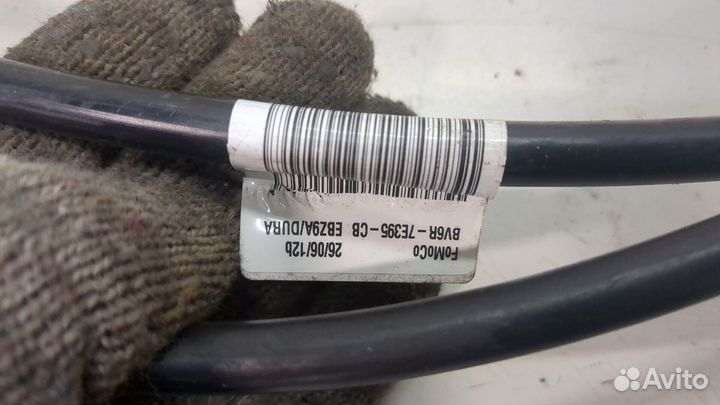 FoMoCo 26/06/12b
BV6R-7E395-CB EBZ9A/DURA
Avito